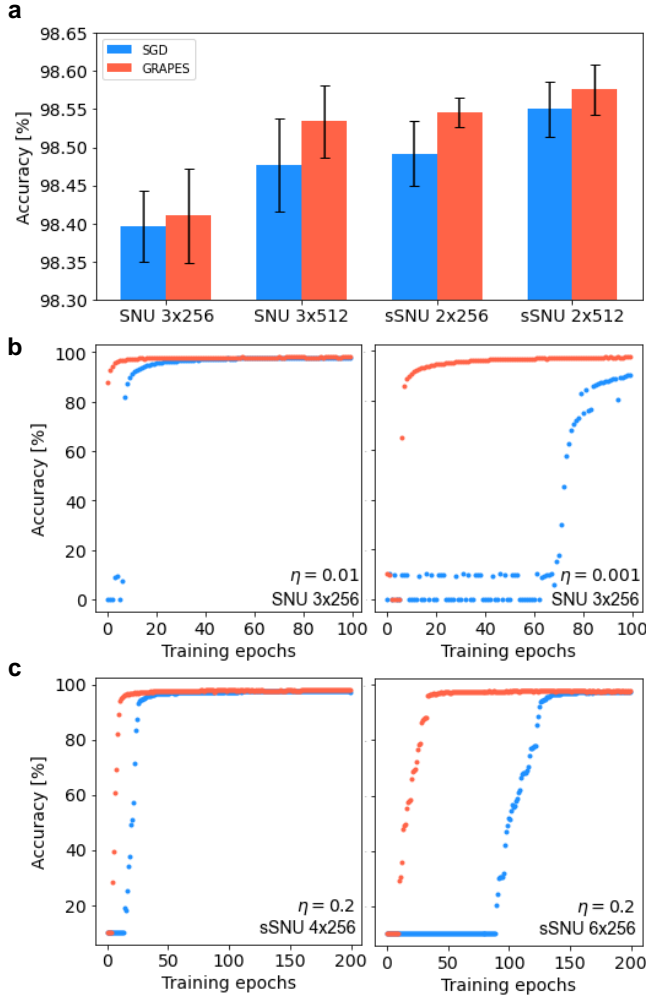 a
98.65
98.60
98.55
98.50
98.45
98.40
98.35
98.30
Accuracy [%]
SGD
GRAPES
SNU 3x256
SNU 3x512
sSNU 2x256
sSNU 2x512
b
100
80
60
40
20
0
Accuracy [%]
η = 0.01
SNU 3x256
0 20 40 60 80 100
Training epochs
η = 0.001
SNU 3x256
0 20 40 60 80 100
Training epochs
c
100
80
60
40
20
Accuracy [%]
η = 0.2
sSNU 4x256
0 50 100 150 200
Training epochs
η = 0.2
sSNU 6x256
0 50 100 150 200
Training epochs